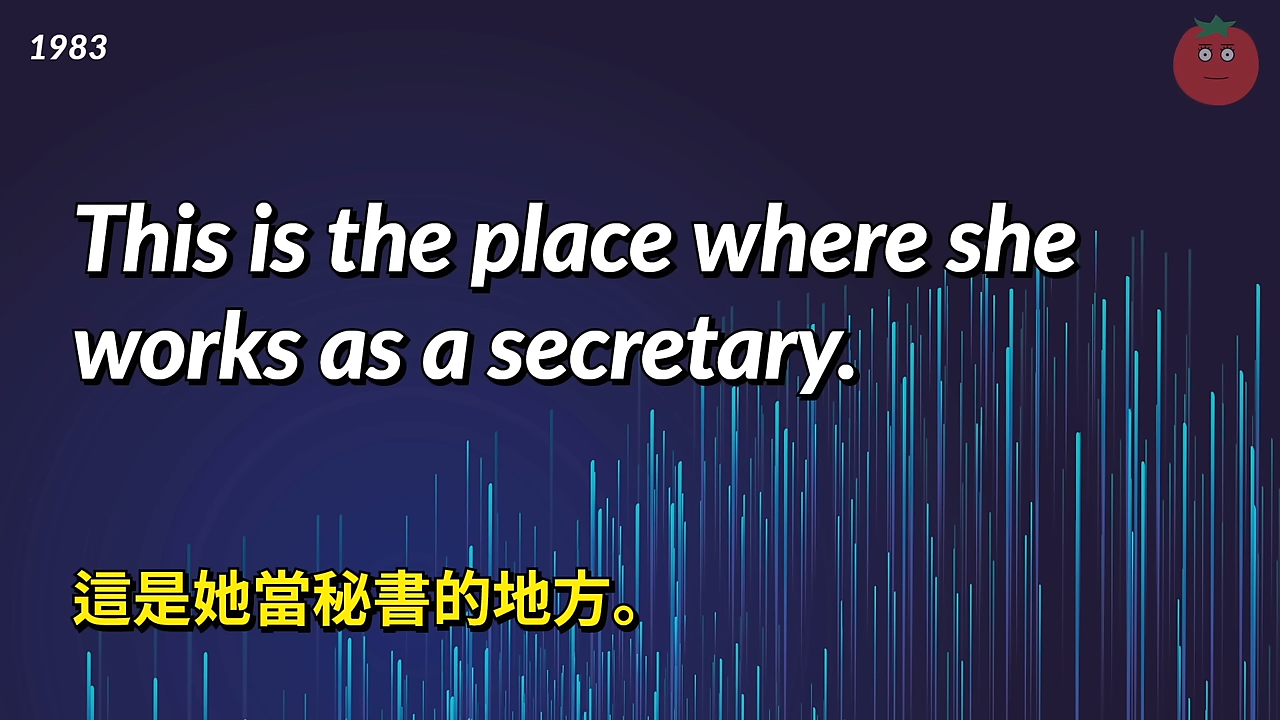 1983
This is the place where she
works as a secretary.
這是她當秘書的地方。